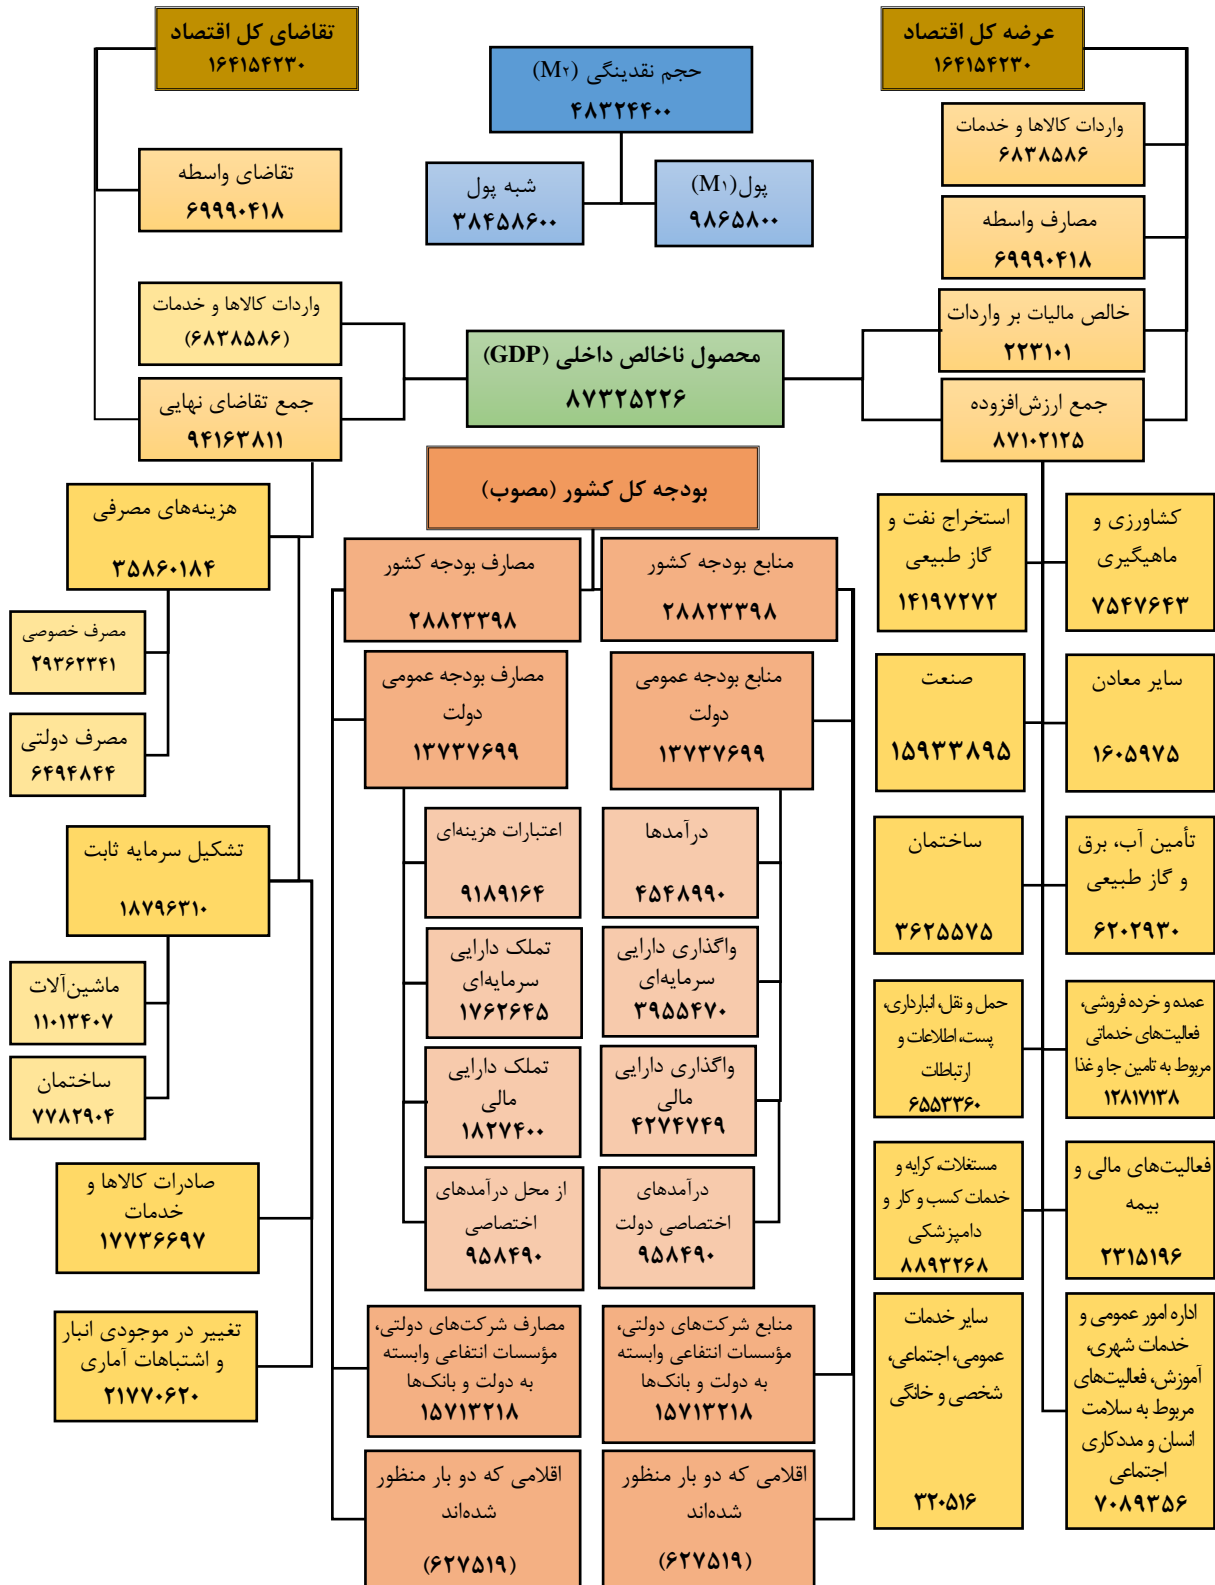 عرضه کل اقتصاد
۱۶۴۱۵۴۲۳۰
واردات کالاها و خدمات
۶۸۳۸۵۸۶
مصارف واسطه
۶۹۹۹۰۴۱۸
خالص مالیات بر واردات
۲۲۳۱۰۱
جمع ارزش‌افزوده
۸۷۱۰۲۱۲۵
حجم نقدینگی (M۲)
۴۸۳۲۴۴۰۰
پول(M۱)
۹۸۶۵۸۰۰
شبه پول
۳۸۴۵۸۶۰۰
تقاضای کل اقتصاد
۱۶۴۱۵۴۲۳۰
تقاضای واسطه
۶۹۹۹۰۴۱۸
واردات کالاها و خدمات
(۶۸۳۸۵۸۶)
جمع تقاضای نهایی
۹۴۱۶۳۸۱۱
محصول ناخالص داخلی (GDP)
۸۷۳۲۵۲۲۶
کشاورزی و
ماهیگیری
۷۵۴۷۶۴۳
استخراج نفت و
گاز طبیعی
۱۴۱۹۷۲۷۲
سایر معادن
۱۶۰۵۹۷۵
صنعت
۱۵۹۳۳۸۹۵
تأمین آب، برق
و گاز طبیعی
۶۲۰۲۹۳۰
ساختمان
۳۶۲۵۵۷۵
عمده و خرده فروشی،
فعالیت‌های خدماتی
مربوط به تامین جا و غذا
۱۲۸۱۷۱۳۸
حمل و نقل، انبارداری،
پست، اطلاعات و
ارتباطات
۶۵۵۳۳۶۰
فعالیت‌های مالی و
بیمه
۲۳۱۵۱۹۶
مستغلات، کرایه و
خدمات کسب و کار و
دامپزشکی
۸۸۹۳۲۶۸
اداره امور عمومی و
خدمات شهری،
آموزش، فعالیت‌های
مربوط به سلامت
انسان و مددکاری
اجتماعی
۷۰۸۹۳۵۶
سایر خدمات
عمومی، اجتماعی،
شخصی و خانگی
۳۲۰۵۱۶
بودجه کل کشور (مصوب)
منابع بودجه کشور
۲۸۸۲۳۳۹۸
مصارف بودجه کشور
۲۸۸۲۳۳۹۸
منابع بودجه عمومی
دولت
۱۳۷۳۷۶۹۹
مصارف بودجه عمومی
دولت
۱۳۷۳۷۶۹۹
درآمدها
۴۵۴۸۹۹۰
اعتبارات هزینه‌ای
۹۱۸۹۱۶۴
واگذاری دارایی
سرمایه‌ای
۳۹۵۵۴۷۰
تملک دارایی
سرمایه‌ای
۱۷۶۲۶۴۵
واگذاری دارایی
مالی
۴۲۷۴۷۴۹
تملک دارایی
مالی
۱۸۲۷۴۰۰
درآمدهای
اختصاصی دولت
۹۵۸۴۹۰
از محل درآمدهای
اختصاصی
۹۵۸۴۹۰
منابع شرکت‌های دولتی،
مؤسسات انتفاعی وابسته
به دولت و بانک‌ها
۱۵۷۱۳۲۱۸
مصارف شرکت‌های دولتی،
مؤسسات انتفاعی وابسته
به دولت و بانک‌ها
۱۵۷۱۳۲۱۸
اقلامی که دو بار منظور
شده‌اند
(۶۲۷۵۱۹)
اقلامی که دو بار منظور
شده‌اند
(۶۲۷۵۱۹)
هزینه‌های مصرفی
۳۵۸۶۰۱۸۴
مصرف خصوصی
۲۹۳۶۲۳۴۱
مصرف دولتی
۶۴۹۴۸۴۴
تشکیل سرمایه ثابت
۱۸۷۹۶۳۱۰
ماشین‌آلات
۱۱۰۱۳۴۰۷
ساختمان
۷۷۸۲۹۰۴
صادرات کالاها و
خدمات
۱۷۷۳۶۶۹۷
تغییر در موجودی انبار
و اشتباهات آماری
۲۱۷۷۰۶۲۰